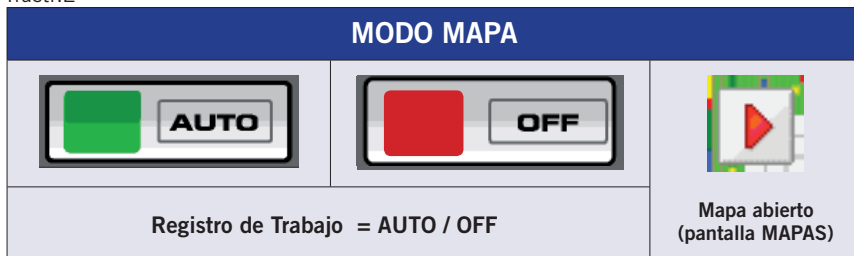 MODO MAPA
AUTO
OFF
Registro de Trabajo = AUTO / OFF
Mapa abierto
(pantalla MAPAS)